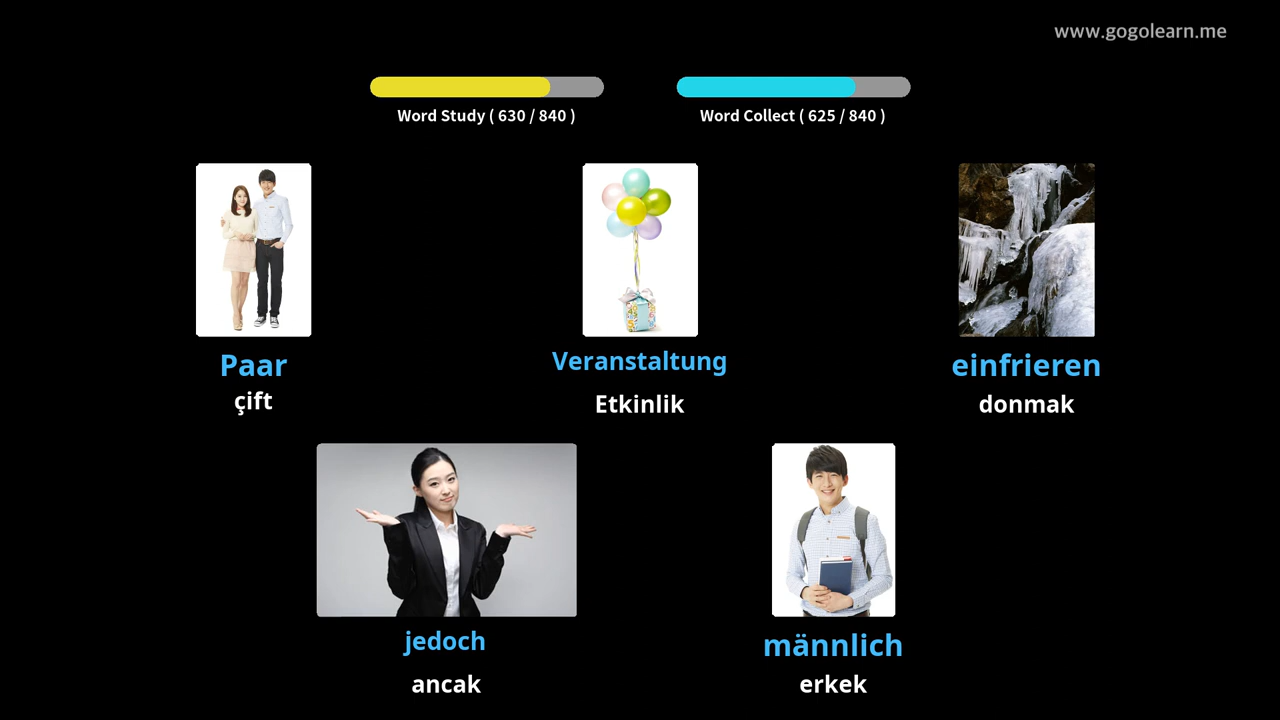 www.gogolearn.me
Word Study ( 630 / 840 )
Word Collect ( 625 / 840 )
Paar
çift
Veranstaltung
Etkinlik
einfrieren
donmak
jedoch
ancak
männlich
erkek